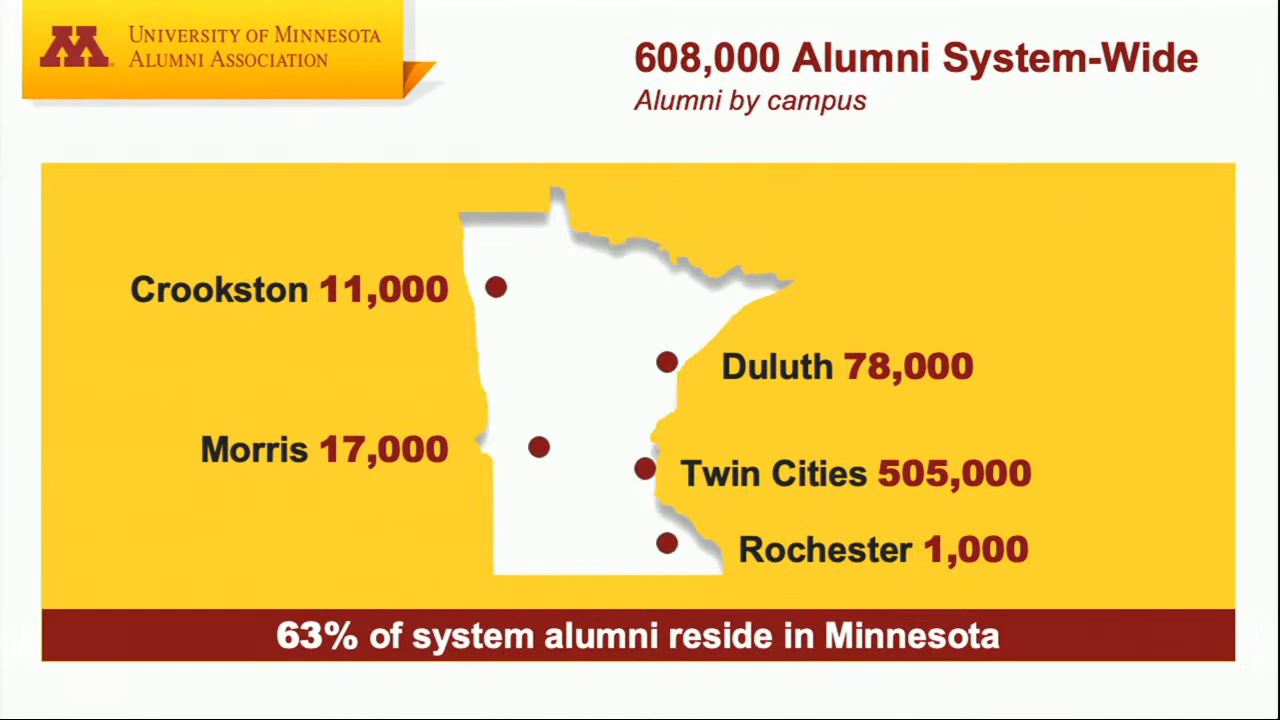 UNIVERSITY OF MINNESOTA
ALUMNI ASSOCIATION
608,000 Alumni System-Wide
Alumni by campus
Crookston 11,000
Duluth 78,000
Morris 17,000
Twin Cities 505,000
Rochester 1,000
63% of system alumni reside in Minnesota